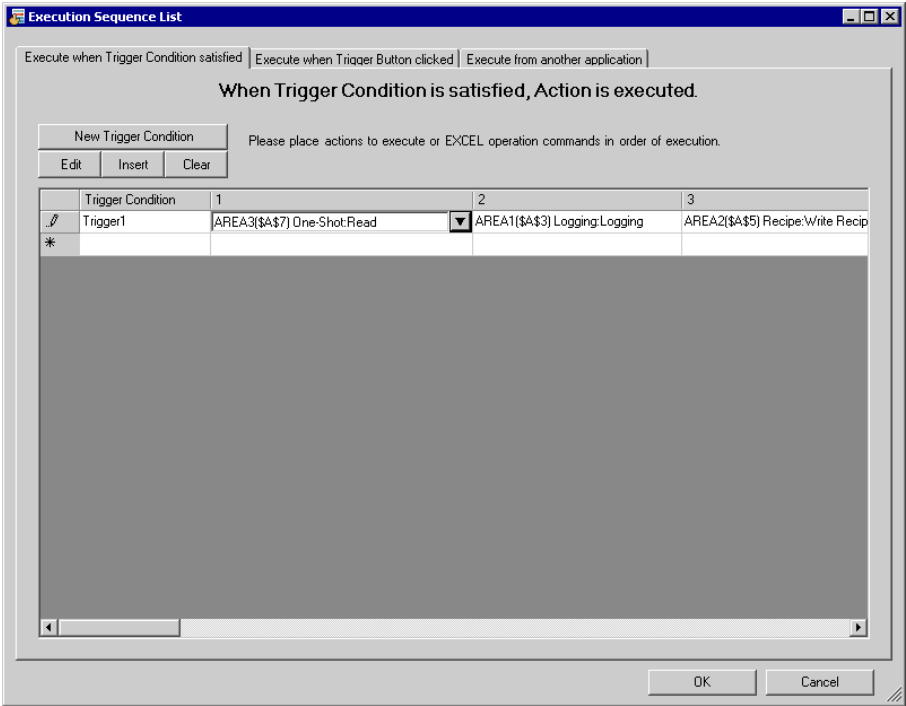 Execution Sequence List
Execute when Trigger Condition satisfied Execute when Trigger Button clicked Execute from another application
When Trigger Condition is satisfied, Action is executed.
New Trigger Condition
Please place actions to execute or EXCEL operation commands in order of execution.
Edit Insert Clear
Trigger Condition 1 2 3
Trigger1 AREA3($A$7) One-Shot:Read AREA1($A$3) Logging:Logging AREA2($A$5) Recipe:Write Recip
OK Cancel